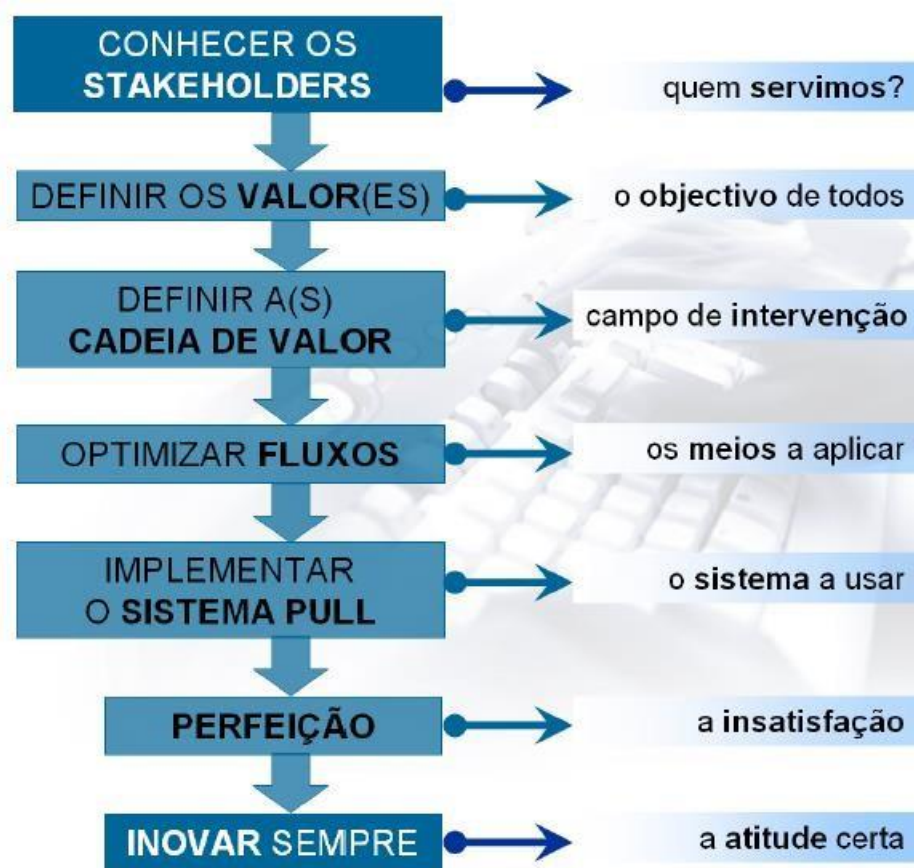 CONHECER OS
STAKEHOLDERS
quem servimos?
DEFINIR OS VALOR(ES)
o objectivo de todos
DEFINIR A(S)
CADEIA DE VALOR
campo de intervenção
OPTIMIZAR FLUXOS
os meios a aplicar
IMPLEMENTAR
O SISTEMA PULL
o sistema a usar
PERFEIÇÃO
a insatisfação
INOVAR SEMPRE
a atitude certa